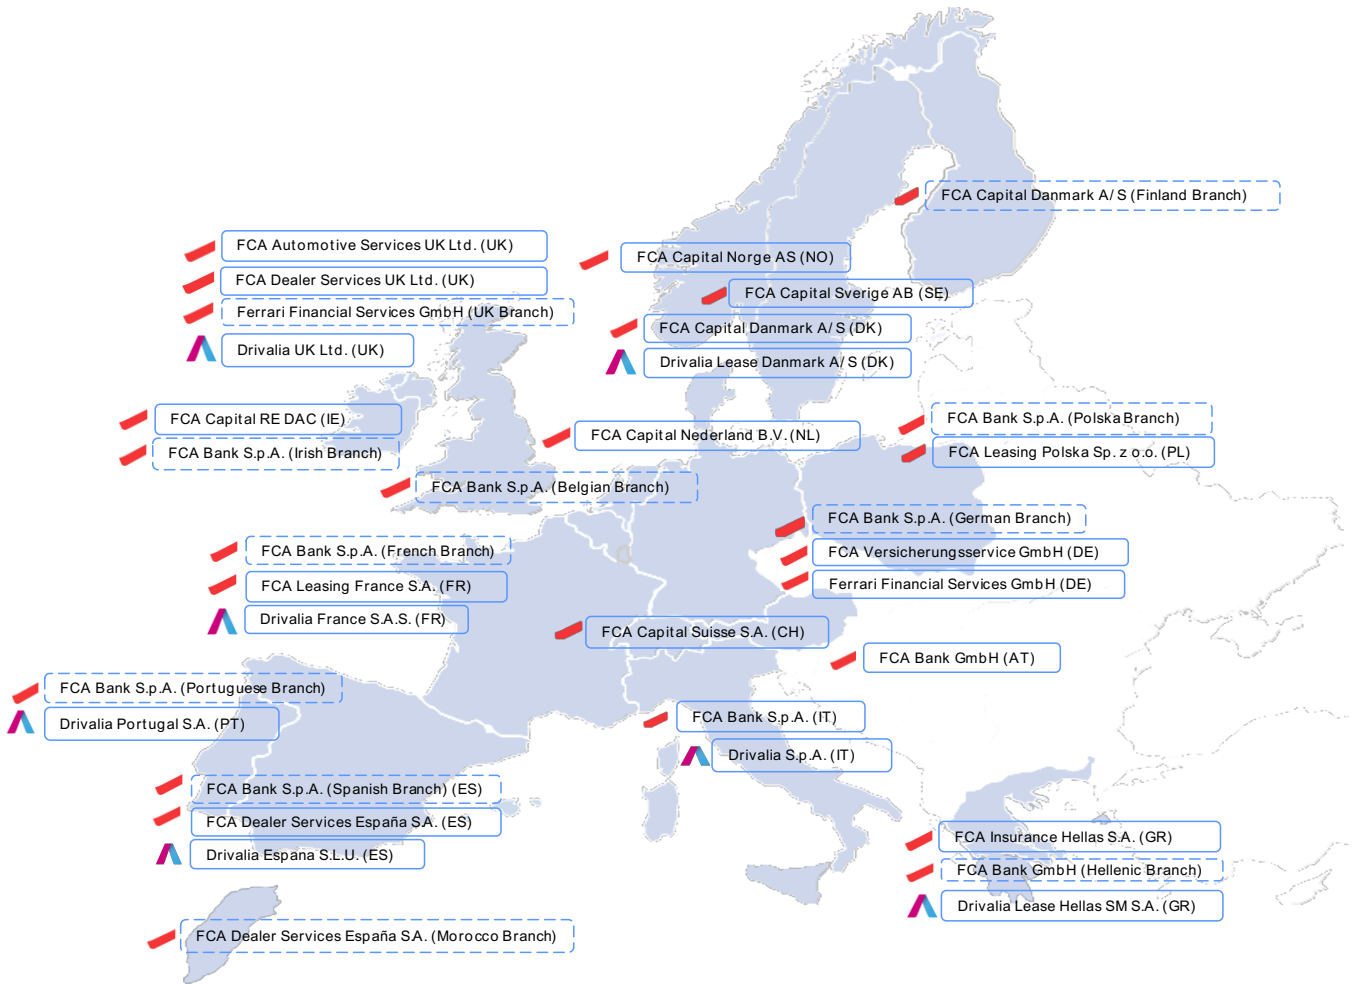 FCA Capital Danmark A/S (Finland Branch)
FCA Automotive Services UK Ltd. (UK)
FCA Dealer Services UK Ltd. (UK)
Ferrari Financial Services GmbH (UK Branch)
Drivalia UK Ltd. (UK)
FCA Capital Norge AS (NO)
FCA Capital Sverige AB (SE)
FCA Capital Danmark A/S (DK)
Drivalia Lease Danmark A/S (DK)
FCA Capital RE DAC (IE)
FCA Bank S.p.A. (Irish Branch)
FCA Capital Nederland B.V. (NL)
FCA Bank S.p.A. (Polska Branch)
FCA Leasing Polska Sp. z o.o. (PL)
FCA Bank S.p.A. (Belgian Branch)
FCA Bank S.p.A. (German Branch)
FCA Versicherungsservice GmbH (DE)
Ferrari Financial Services GmbH (DE)
FCA Bank S.p.A. (French Branch)
FCA Leasing France S.A. (FR)
Drivalia France S.A.S. (FR)
FCA Capital Suisse S.A. (CH)
FCA Bank GmbH (AT)
FCA Bank S.p.A. (Portuguese Branch)
Drivalia Portugal S.A. (PT)
FCA Bank S.p.A. (IT)
Drivalia S.p.A. (IT)
FCA Bank S.p.A. (Spanish Branch) (ES)
FCA Dealer Services España S.A. (ES)
Drivalia Espana S.L.U. (ES)
FCA Insurance Hellas S.A. (GR)
FCA Bank GmbH (Hellenic Branch)
Drivalia Lease Hellas SM S.A. (GR)
FCA Dealer Services España S.A. (Morocco Branch)